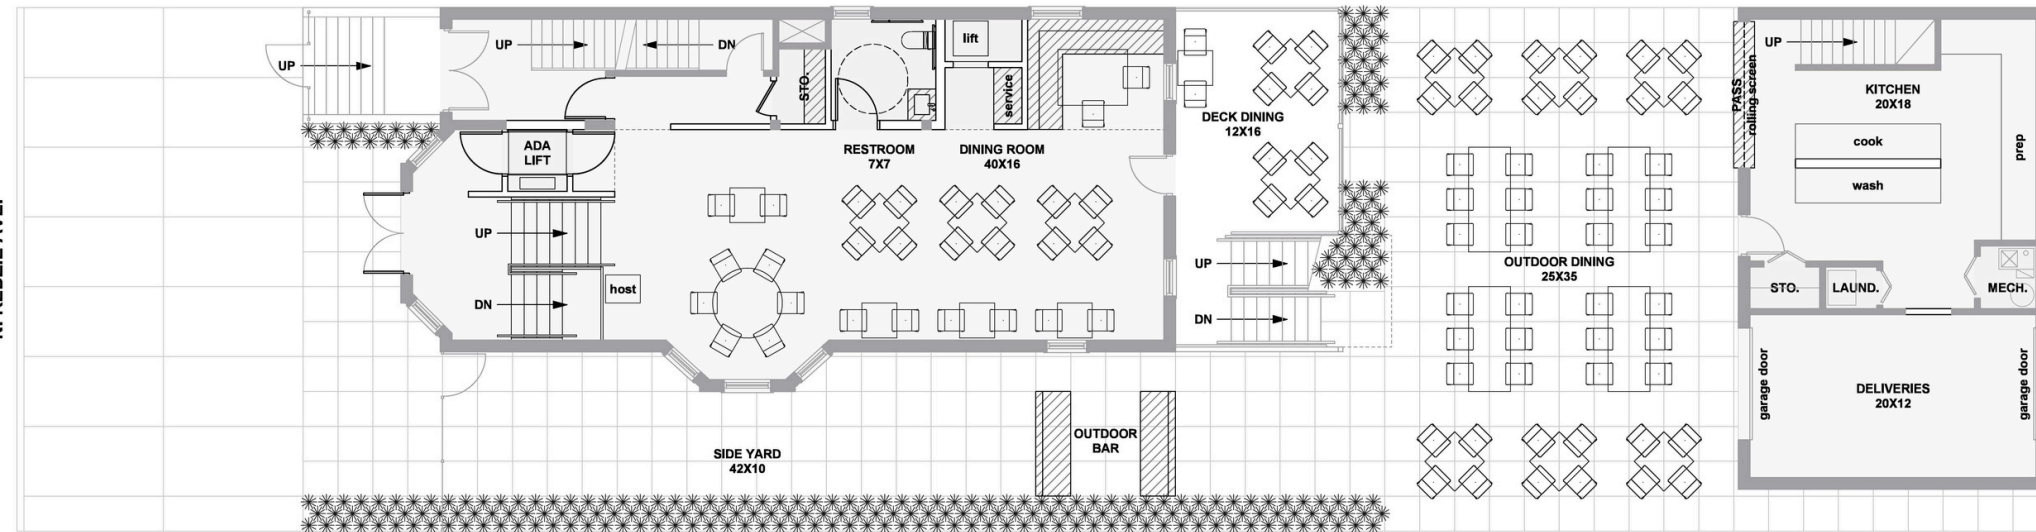 UP
UP
DN
STO.
lift
service
DECK DINING
12X16
PASS
rolling screen
UP
KITCHEN
20X18
cook
wash
prep
ADA
LIFT
RESTROOM
7X7
DINING ROOM
40X16
UP
DN
host
UP
DN
OUTDOOR DINING
25X35
STO.
LAUND.
MECH.
garage door
DELIVERIES
20X12
garage door
OUTDOOR
BAR
SIDE YARD
42X10